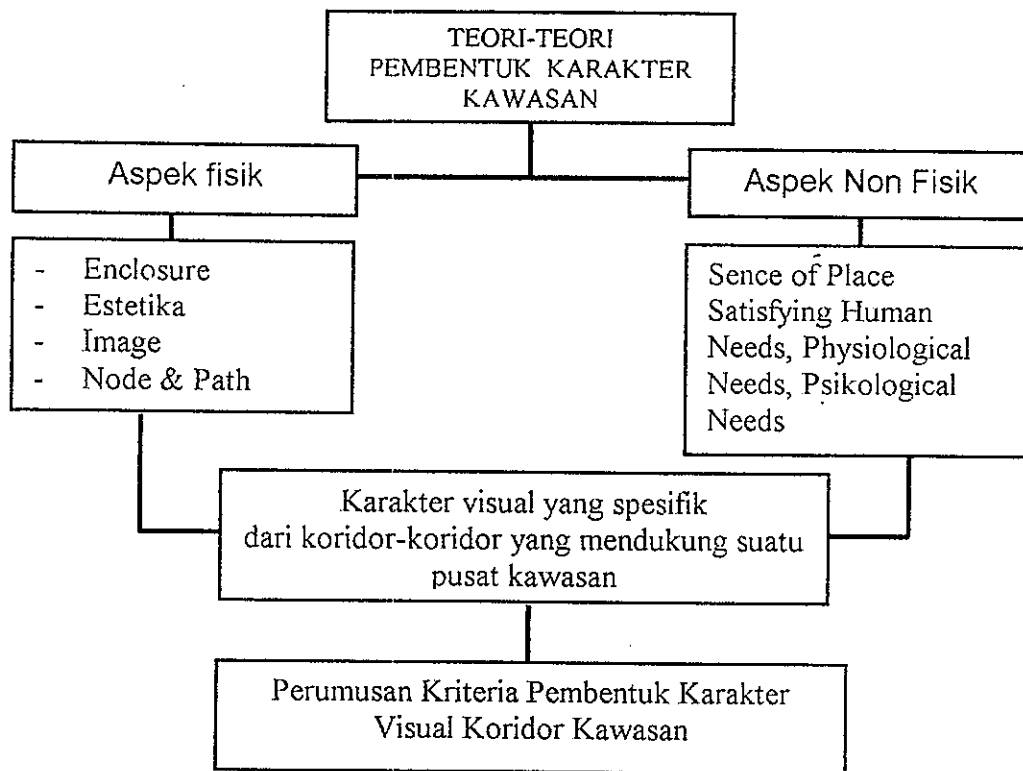 TEORI-TEORI
PEMBENTUK KARAKTER
KAWASAN
Aspek fisik
Aspek Non Fisik
- Enclosure
- Estetika
- Image
- Node & Path
Sence of Place
Satisfying Human
Needs, Physiological
Needs, Psikological
Needs
Karakter visual yang spesifik
dari koridor-koridor yang mendukung suatu
pusat kawasan
Perumusan Kriteria Pembentuk Karakter
Visual Koridor Kawasan